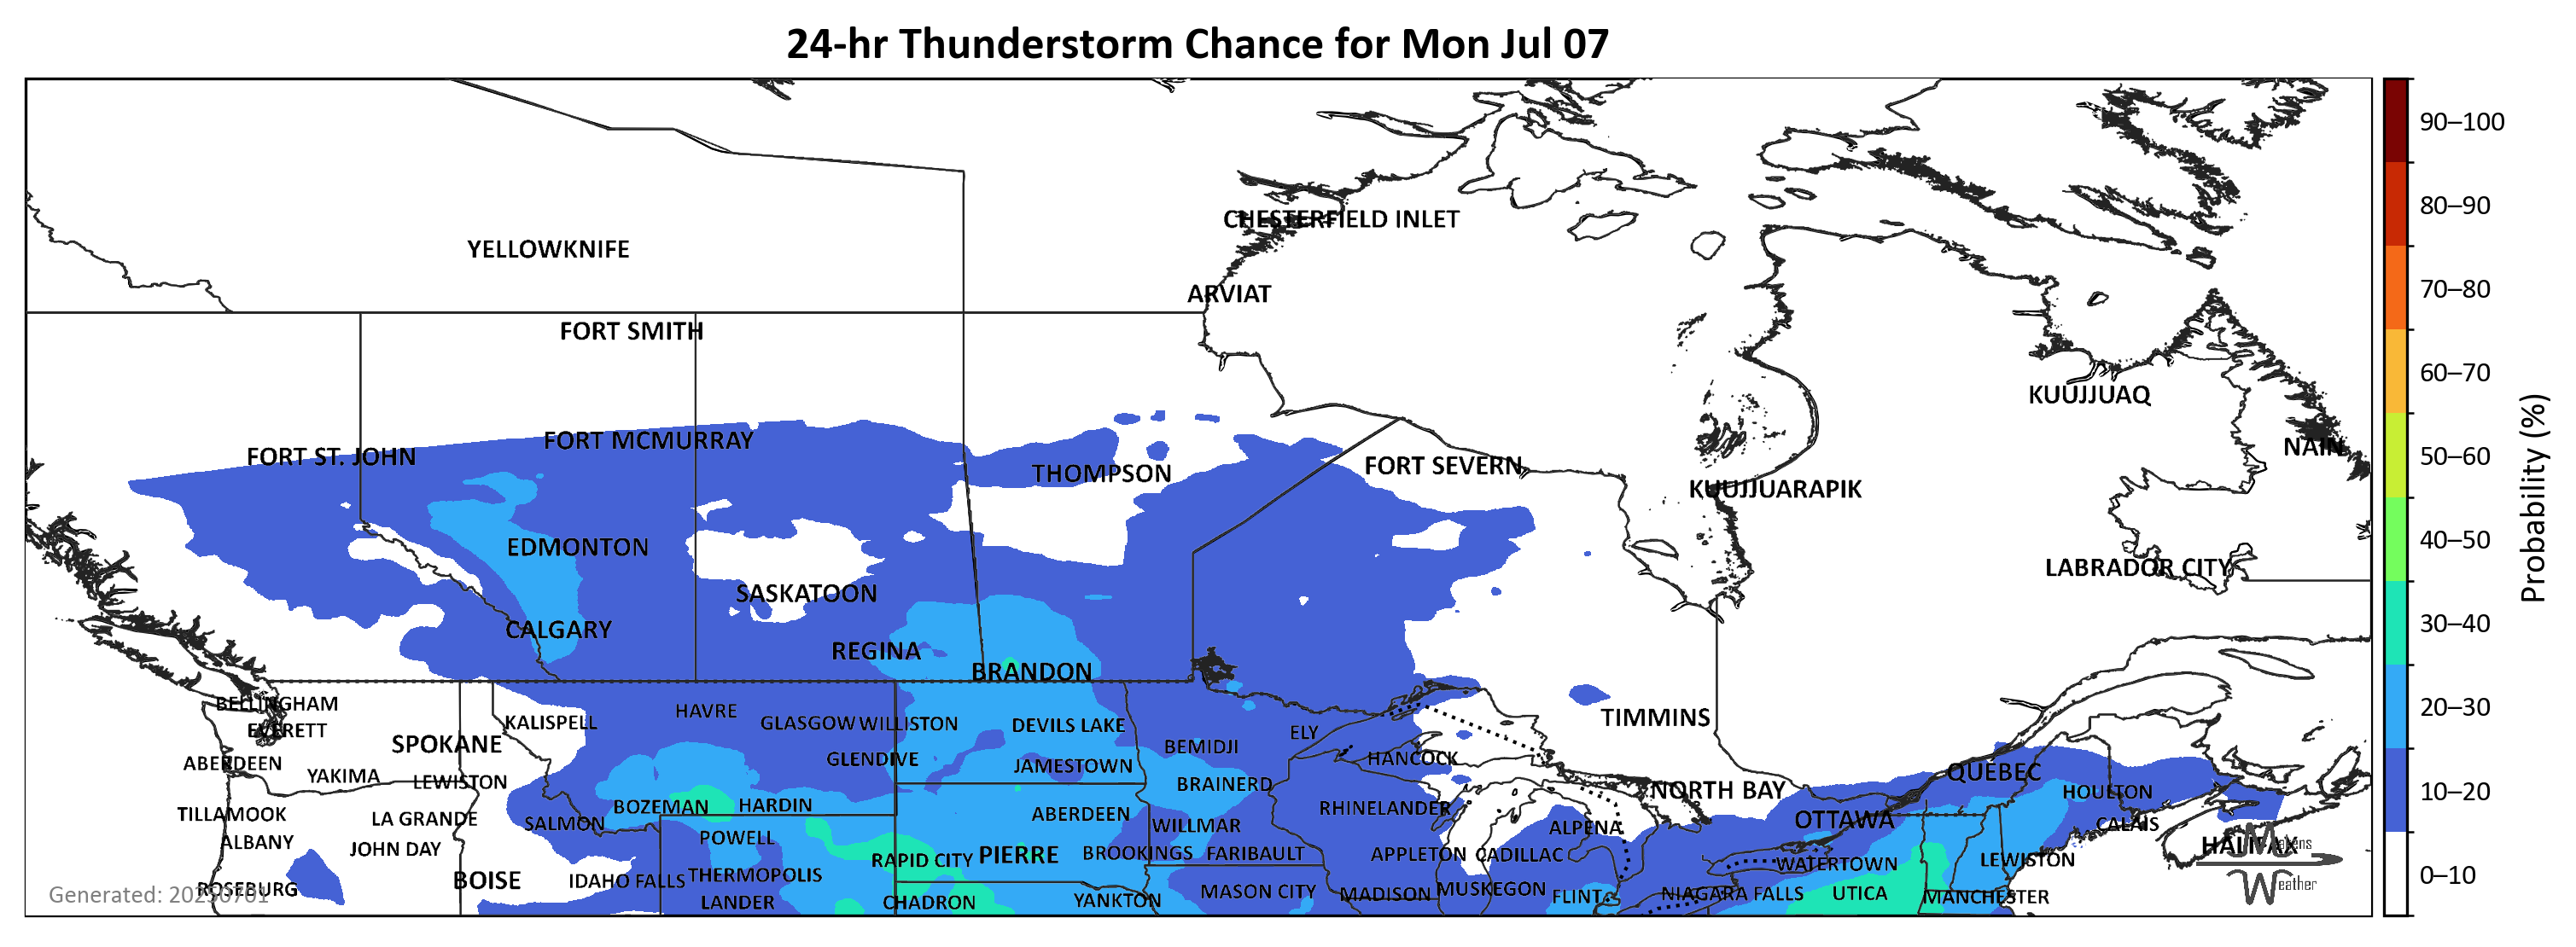 24-hr Thunderstorm Chance for Mon Jul 07
90–100
80–90
CHESTERFIELD INLET
YELLOWKNIFE
70–80
ARVIAT
FORT SMITH
60–70
KUUJJUAQ
FORT MCMURRAY
NAIN
50–60
FORT ST. JOHN
FORT SEVERN
THOMPSON
KUUJJUARAPIK
Probability (%)
EDMONTON
40–50
LABRADOR CITY
SASKATOON
CALGARY
30–40
REGINA
BRANDON
BELLINGHAM
HAVRE
20–30
KALISPELL
GLASGOW
WILLISTON
DEVILS LAKE
TIMMINS
EVERETT
ELY
SPOKANE
BEMIDJI
ABERDEEN
GLENDIVE
JAMESTOWN
HANCOCK
QUEBEC
YAKIMA
LEWISTON
BRAINERD
NORTH BAY
HOULTON
10–20
TILLAMOOK
LA GRANDE
SALMON
BOZEMAN
HARDIN
ABERDEEN
WILLMAR
RHINELANDER
ALPENA
OTTAWA
CALAIS
ALBANY
JOHN DAY
POWELL
RAPID CITY
PIERRE
BROOKINGS
FARIBAULT
APPLETON
CADILLAC
WATERTOWN
LEWISTON
HALIFAX
Matens
Weather
ROSEBURG
BOISE
IDAHO FALLS
THERMOPOLIS
0–10
Generated: 20250701
LANDER
CHADRON
YANKTON
MASON CITY
MADISON
MUSKEGON
FLINT
NIAGARA FALLS
UTICA
MANCHESTER